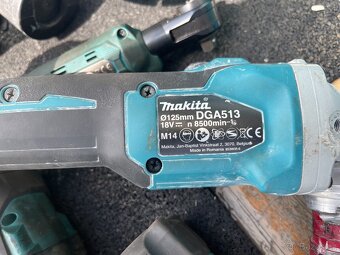 makita
Ø125mm DGA513
18V n 8500min-¹
M14
Makita, Jan-Baptist Vinkstraat 2, 3070, Belgium
Made in Romania